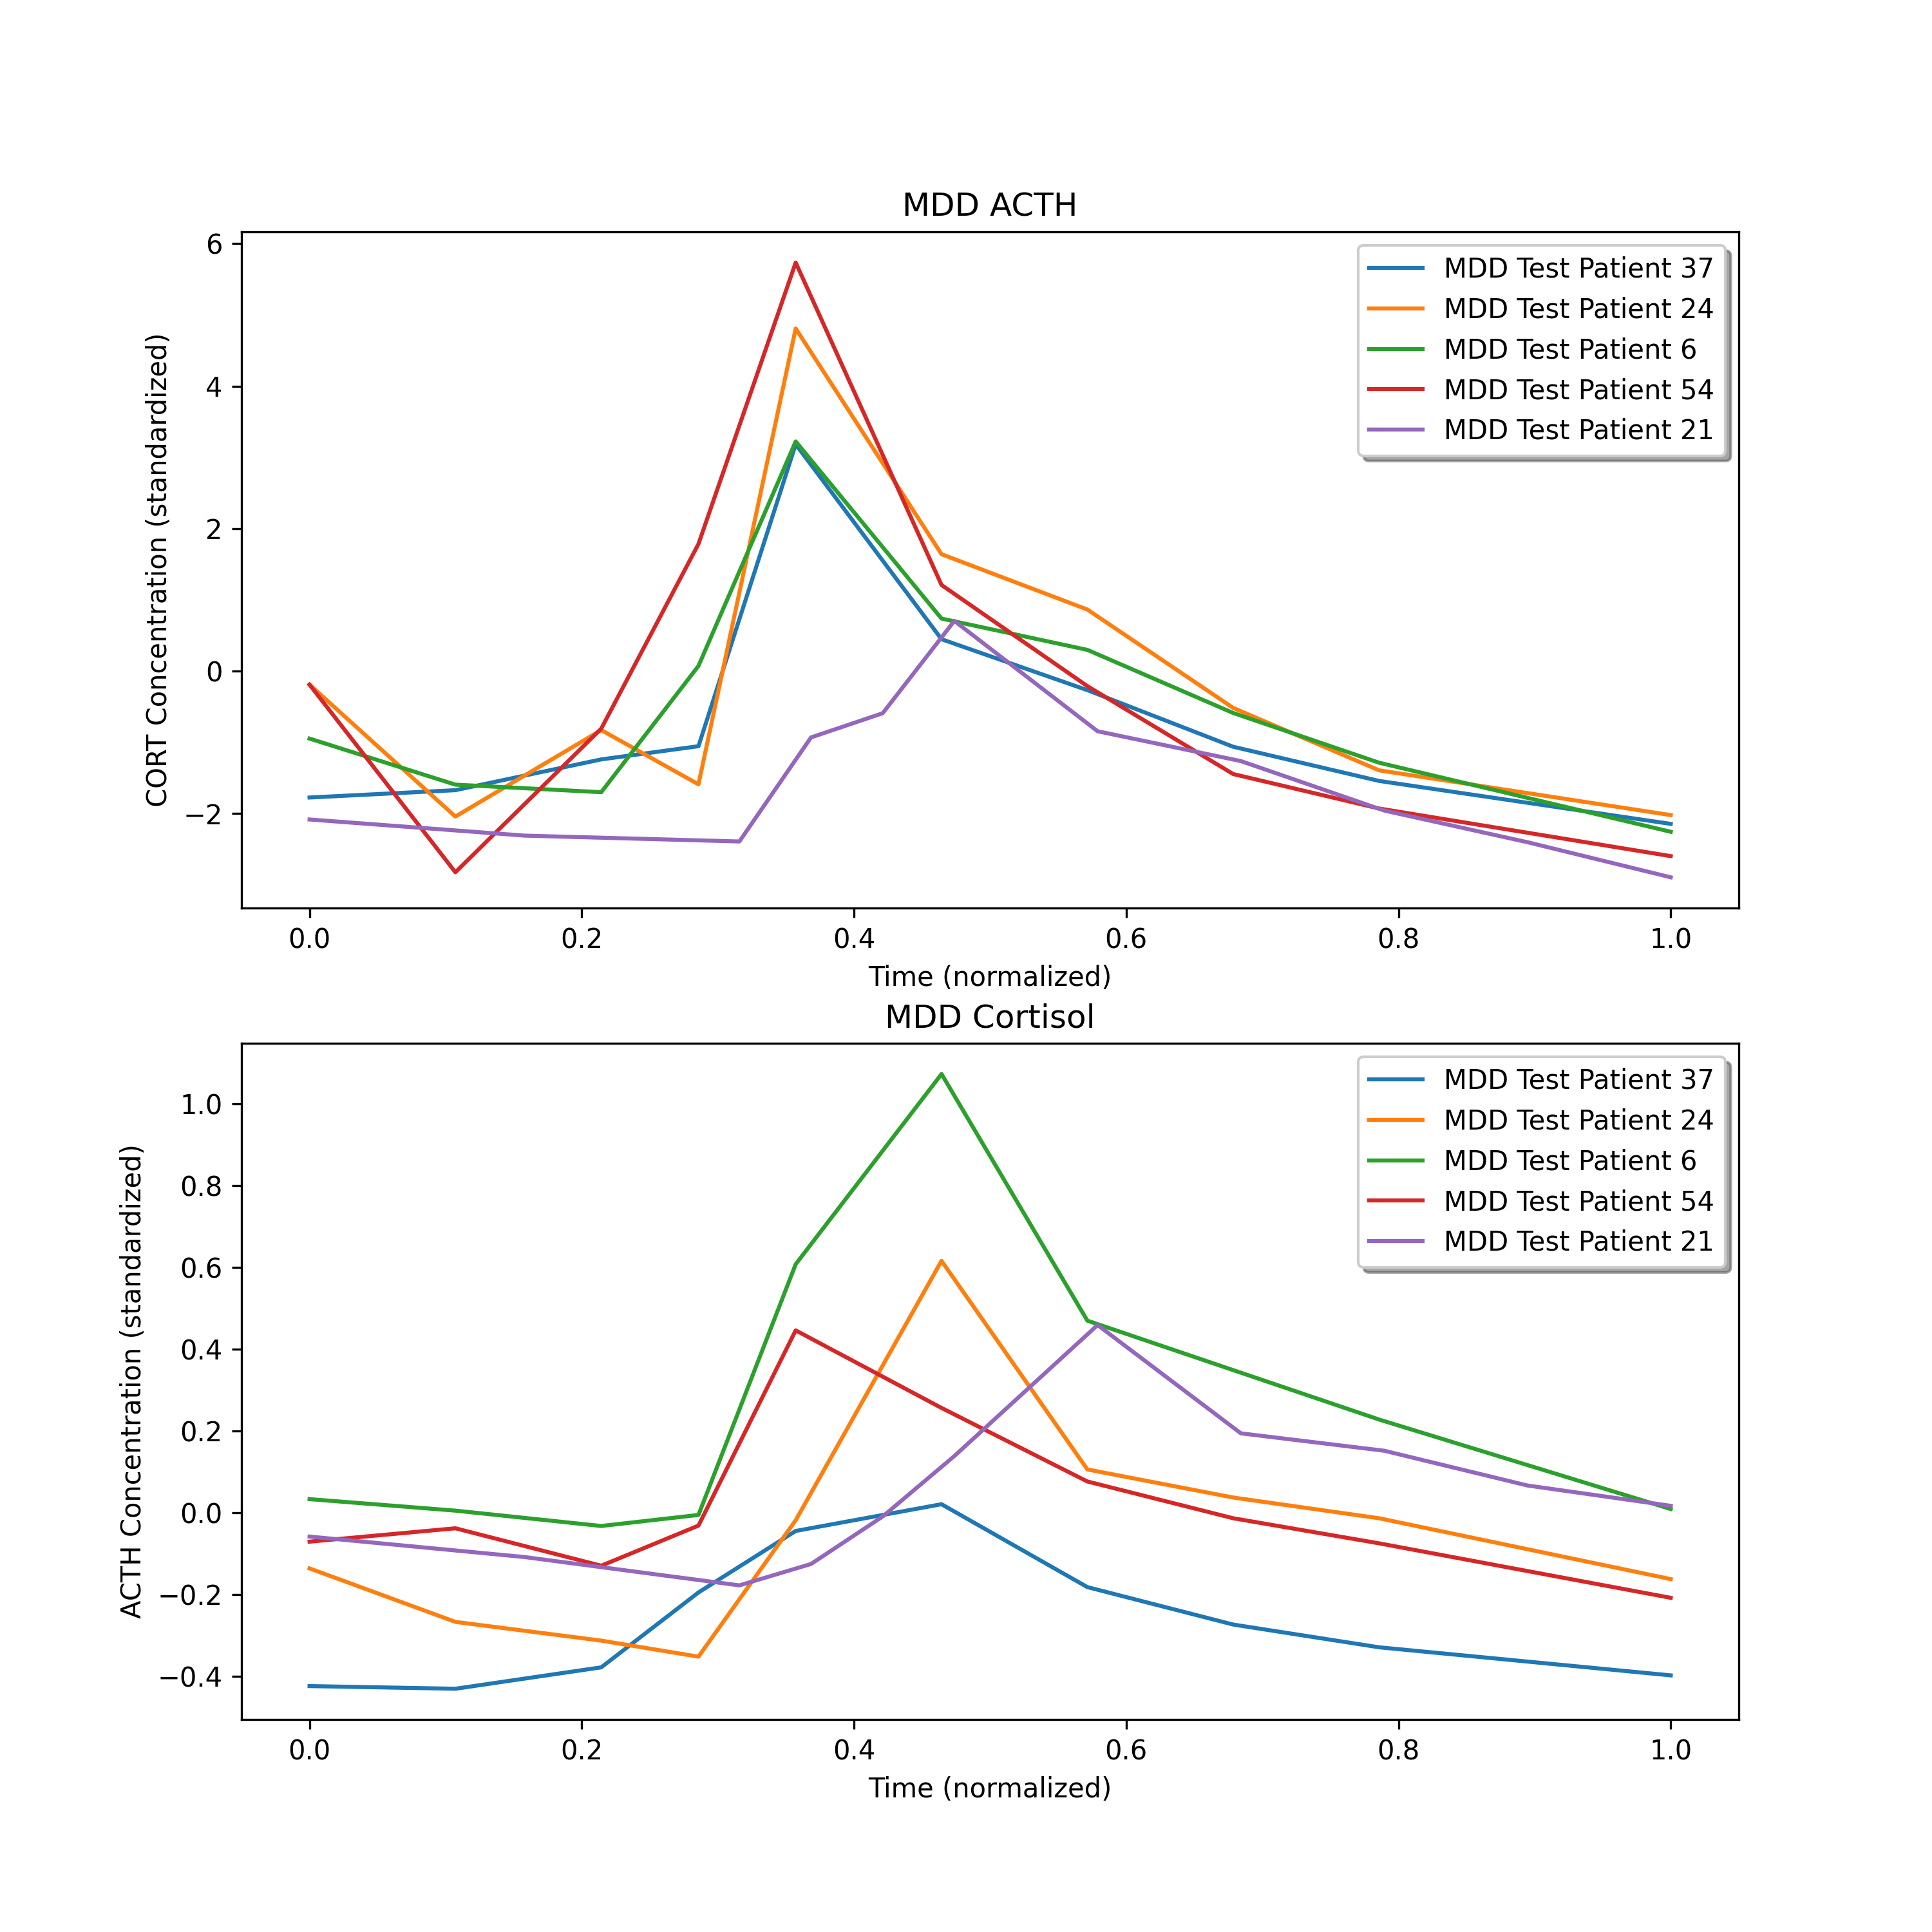 MDD ACTH
CORT Concentration (standardized)
6
4
2
0
−2
MDD Test Patient 37
MDD Test Patient 24
MDD Test Patient 6
MDD Test Patient 54
MDD Test Patient 21
0.0 0.2 0.4 0.6 0.8 1.0
Time (normalized)
MDD Cortisol
ACTH Concentration (standardized)
1.0
0.8
0.6
0.4
0.2
0.0
−0.2
−0.4
MDD Test Patient 37
MDD Test Patient 24
MDD Test Patient 6
MDD Test Patient 54
MDD Test Patient 21
0.0 0.2 0.4 0.6 0.8 1.0
Time (normalized)